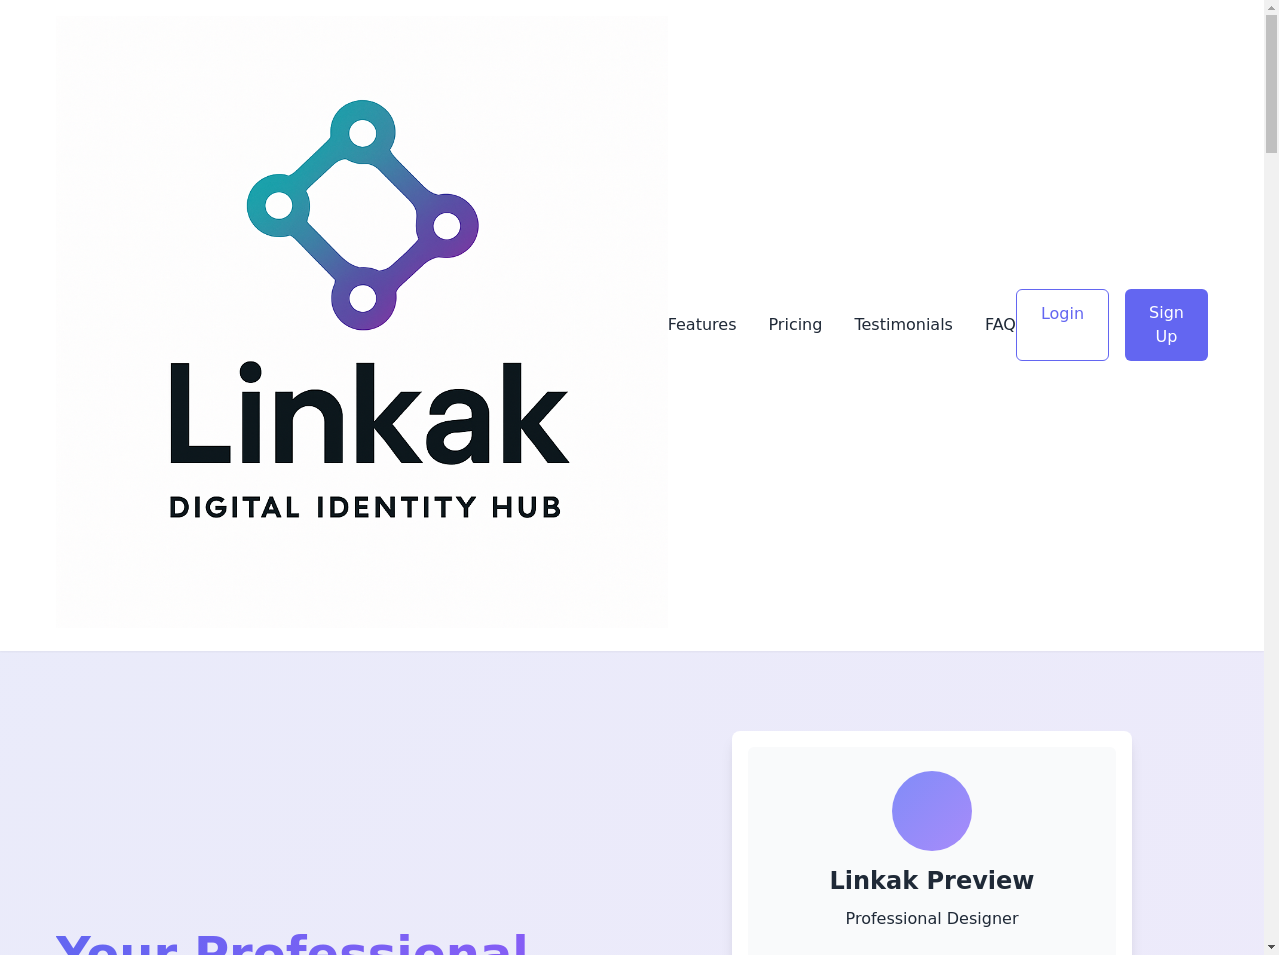 Linkak
DIGITAL IDENTITY HUB
Features
Pricing
Testimonials
FAQ
Login
Sign
Up
Linkak Preview
Professional Designer
Your Professional